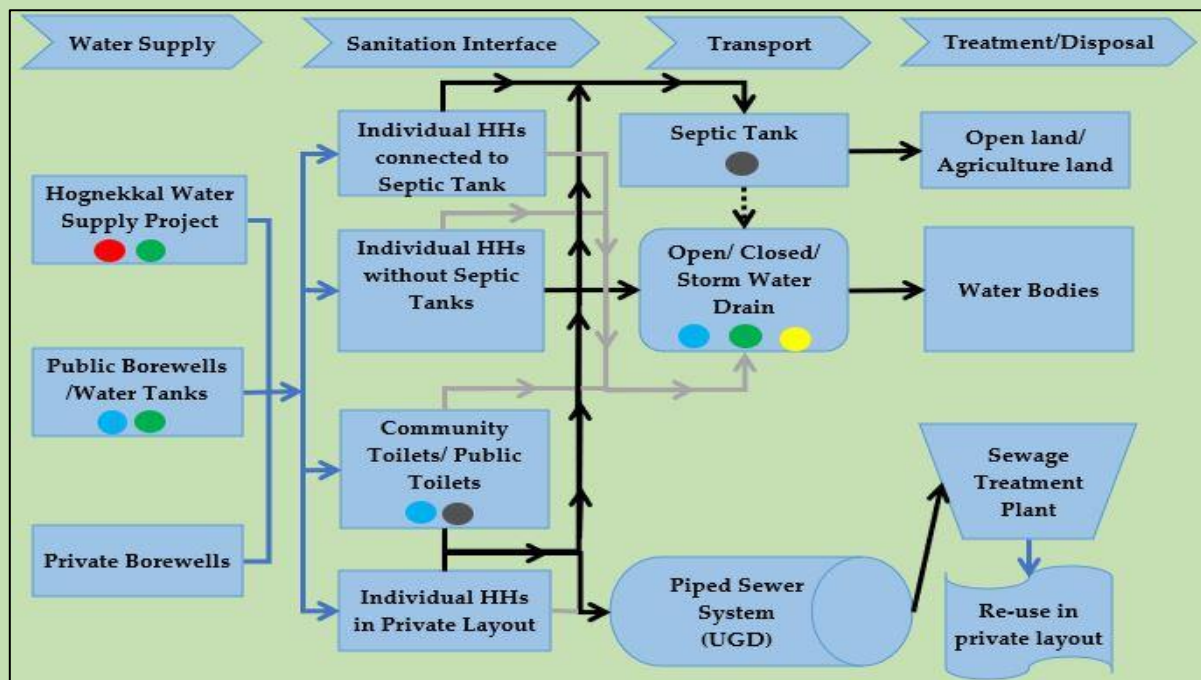 Water Supply
Sanitation Interface
Transport
Treatment/Disposal
Individual HHs
connected to
Septic Tank
Septic Tank
Open land/
Agriculture land
Hognekkal Water
Supply Project
Individual HHs
without Septic
Tanks
Open/ Closed/
Storm Water
Drain
Water Bodies
Public Borewells
/Water Tanks
Community
Toilets/ Public
Toilets
Sewage
Treatment
Plant
Private Borewells
Individual HHs
in Private Layout
Piped Sewer
System
(UGD)
Re-use in
private layout